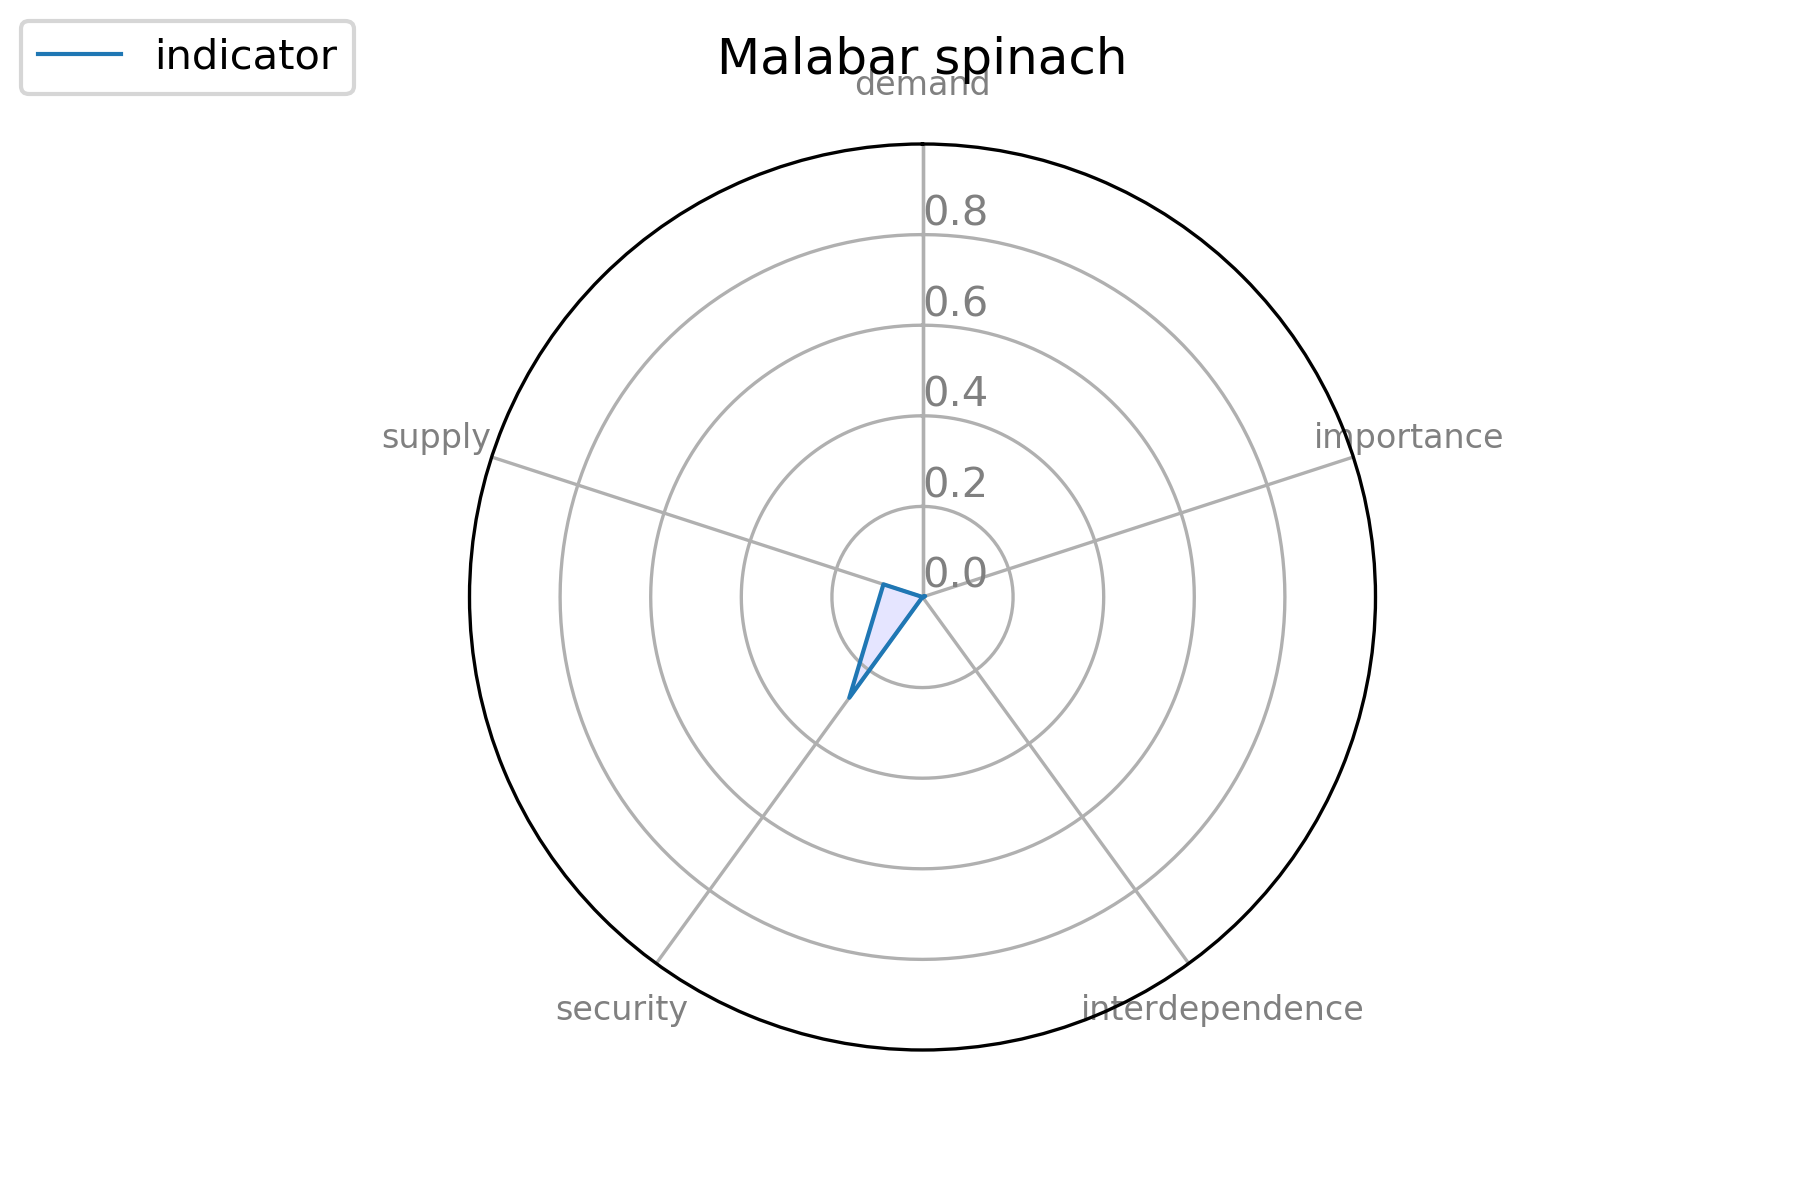 indicator
Malabar spinach
demand
0.8
0.6
0.4
supply
importance
0.2
0.0
security
interdependence